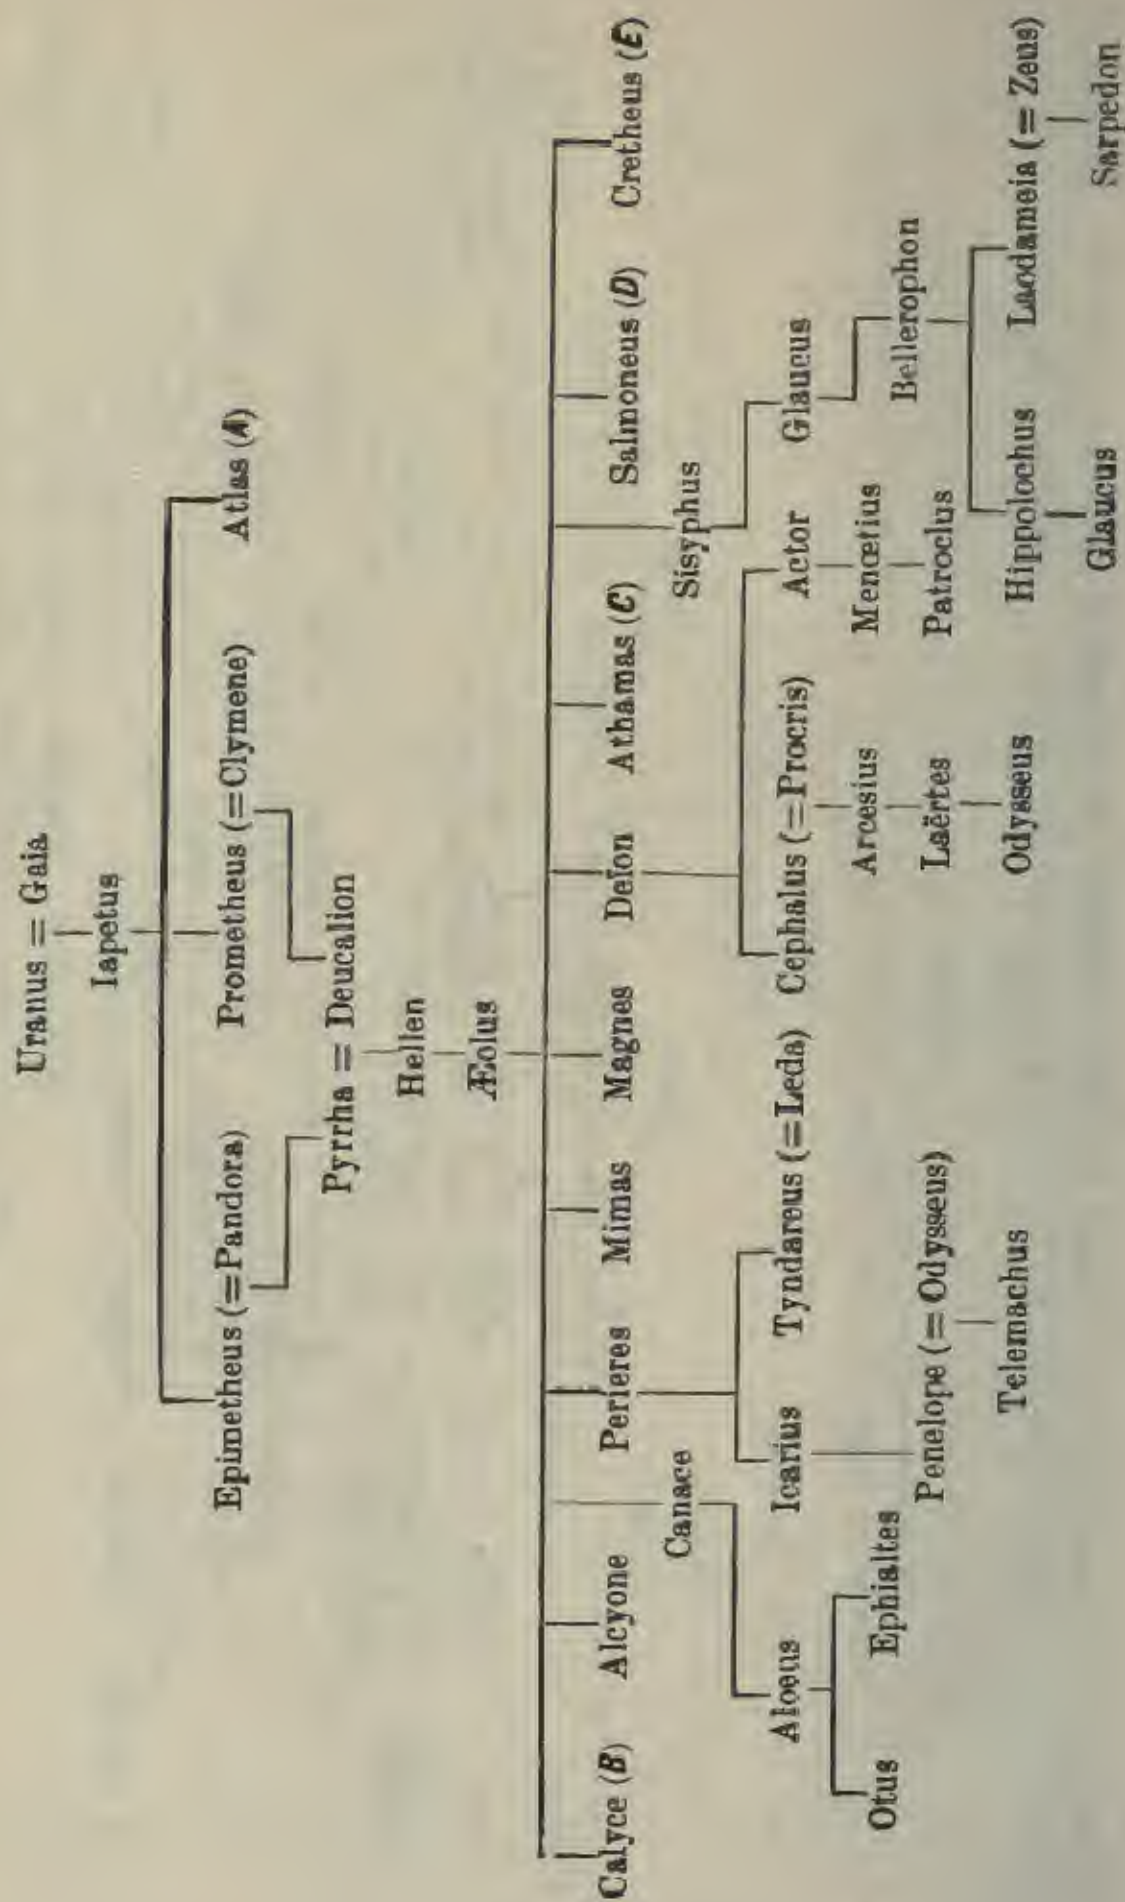 Uranus = Gaia
Iapetus
Epimetheus (=Pandora) Prometheus (=Clymene) Atlas (A)
Pyrrha = Deucalion
Hellen
Æolus
Calyce (B) Alcyone Perieres Mimas Magnes Deïon Athamas (C) Salmoneus (D) Cretheus (E)
Canace Sisyphus
Aloeus Icarius Tyndareus (=Leda) Cephalus (=Procris) Actor Glaucus
Otus Ephialtes Arcesius Menœtius Bellerophon
Penelope (= Odysseus) Laërtes Patroclus
Telemachus Odysseus Hippolochus Laodameia (= Zeus)
Glaucus Sarpedon